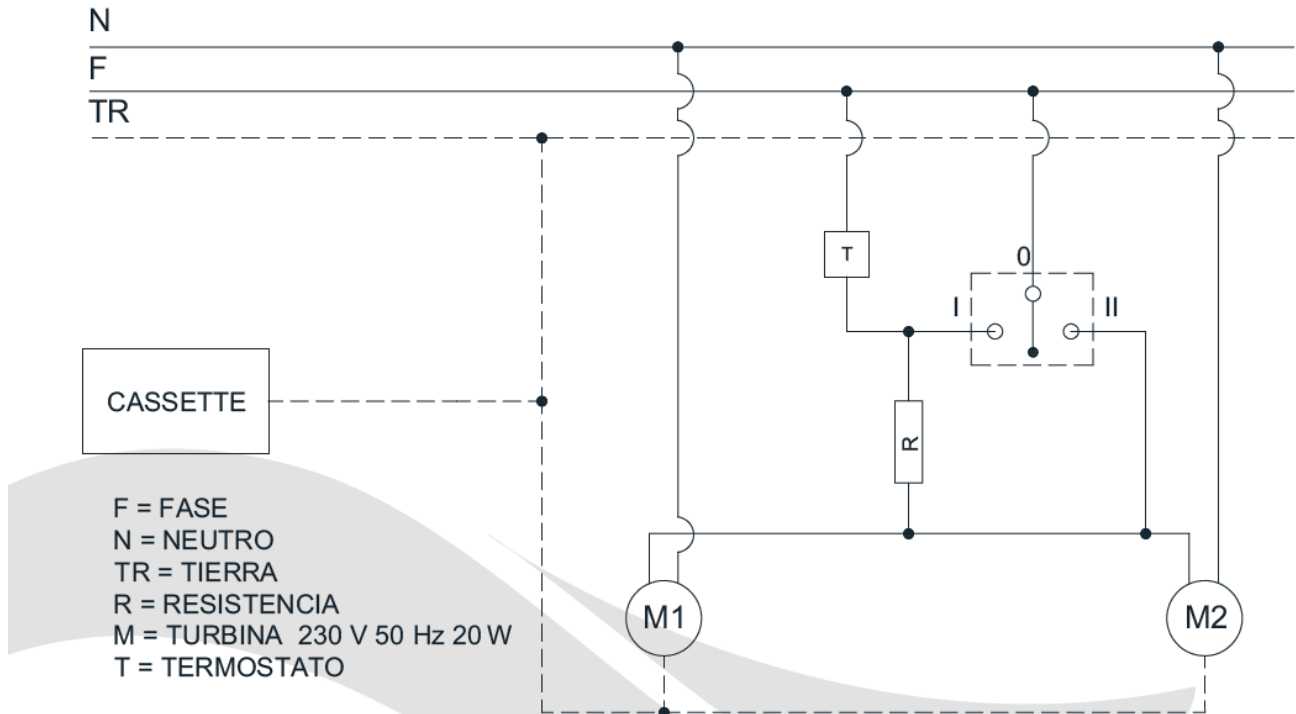 N
F
TR
T
0
I
II
CASSETTE
R
F = FASE
N = NEUTRO
TR = TIERRA
R = RESISTENCIA
M = TURBINA 230 V 50 Hz 20 W
T = TERMOSTATO
M1
M2